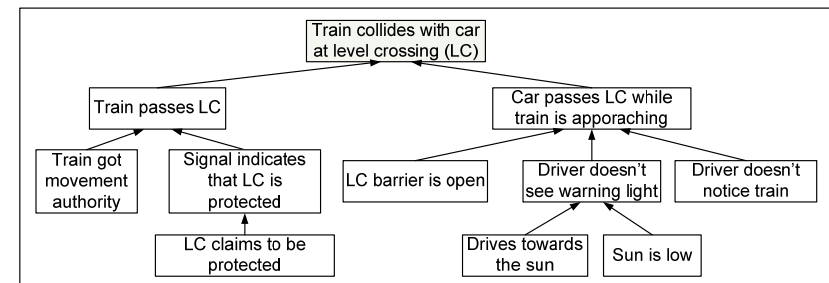 Train collides with car
at level crossing (LC)
Train passes LC
Car passes LC while
train is apporaching
Train got
movement
authority
Signal indicates
that LC is
protected
LC barrier is open
Driver doesn't
see warning light
Driver doesn't
notice train
LC claims to be
protected
Drives towards
the sun
Sun is low